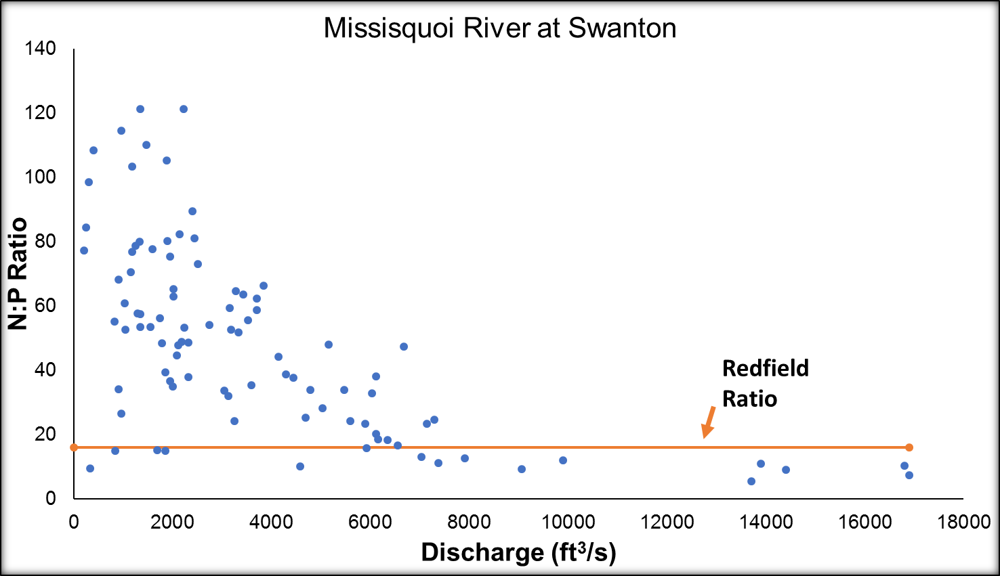 Missisquoi River at Swanton
140
120
100
80
60
40
20
0
N:P Ratio
Redfield
Ratio
0 2000 4000 6000 8000 10000 12000 14000 16000 18000
Discharge (ft³/s)